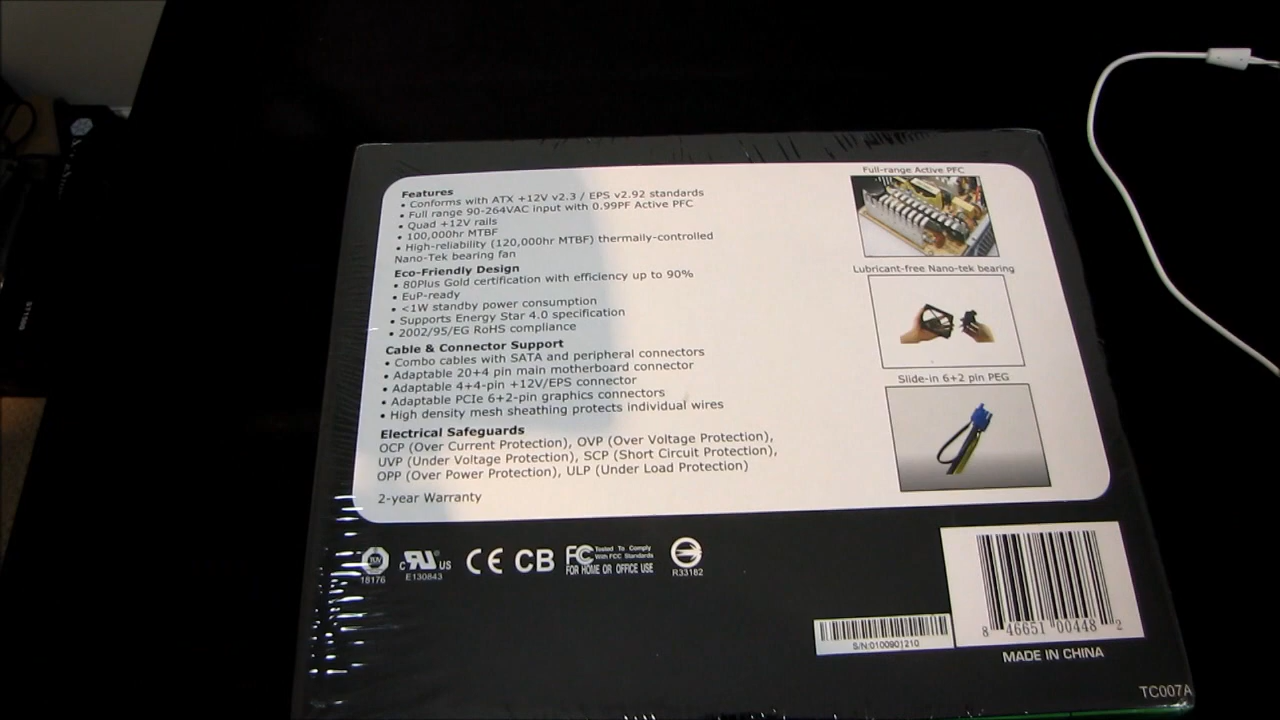 Features
• Conforms with ATX +12V v2.3 / EPS v2.92 standards
• Full range 90-264VAC input with 0.99PF Active PFC
• Quad +12V rails
• 100,000hr MTBF
• High-reliability (120,000hr MTBF) thermally-controlled
Nano-Tek bearing fan
Eco-Friendly Design
• 80Plus Gold certification with efficiency up to 90%
• EuP-ready
• <1W standby power consumption
• Supports Energy Star 4.0 specification
• 2002/95/EG RoHS compliance
Cable & Connector Support
• Combo cables with SATA and peripheral connectors
• Adaptable 20+4 pin main motherboard connector
• Adaptable 4+4-pin +12V/EPS connector
• Adaptable PCIe 6+2-pin graphics connectors
• High density mesh sheathing protects individual wires
Electrical Safeguards
OCP (Over Current Protection), OVP (Over Voltage Protection),
UVP (Under Voltage Protection), SCP (Short Circuit Protection),
OPP (Over Power Protection), ULP (Under Load Protection)
2-year Warranty
Full-range Active PFC
Lubricant-free Nano-tek bearing
Slide-in 6+2 pin PEG
TUV
18176
c RU US
E130843
CE CB
FC Tested To Comply
With FCC Standards
FOR HOME OR OFFICE USE
R33182
S/N:0100901210
8 46651 00448 2
MADE IN CHINA
TC007A